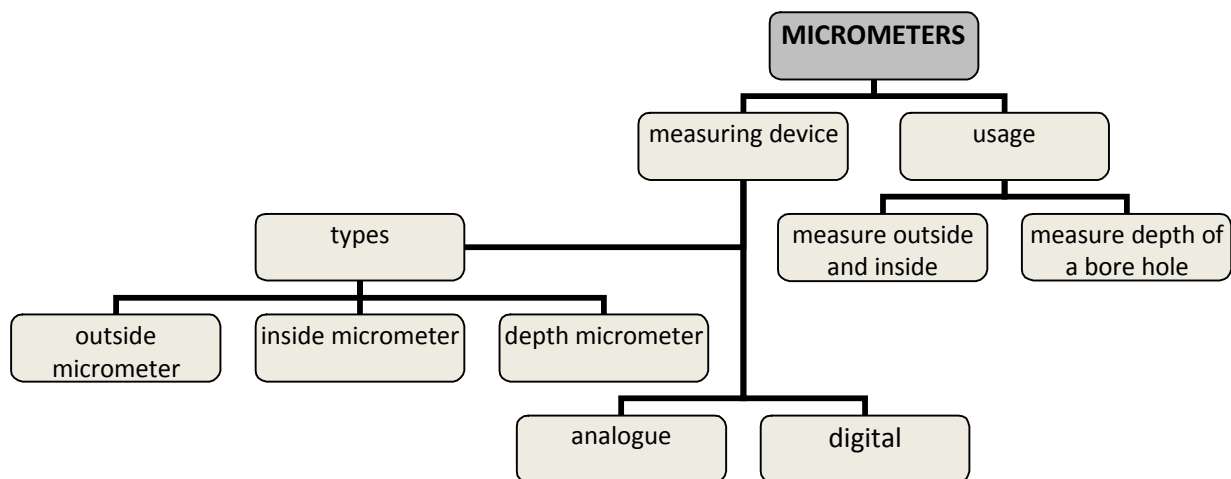 MICROMETERS
measuring device
usage
types
measure outside
and inside
measure depth of
a bore hole
outside
micrometer
inside micrometer
depth micrometer
analogue
digital